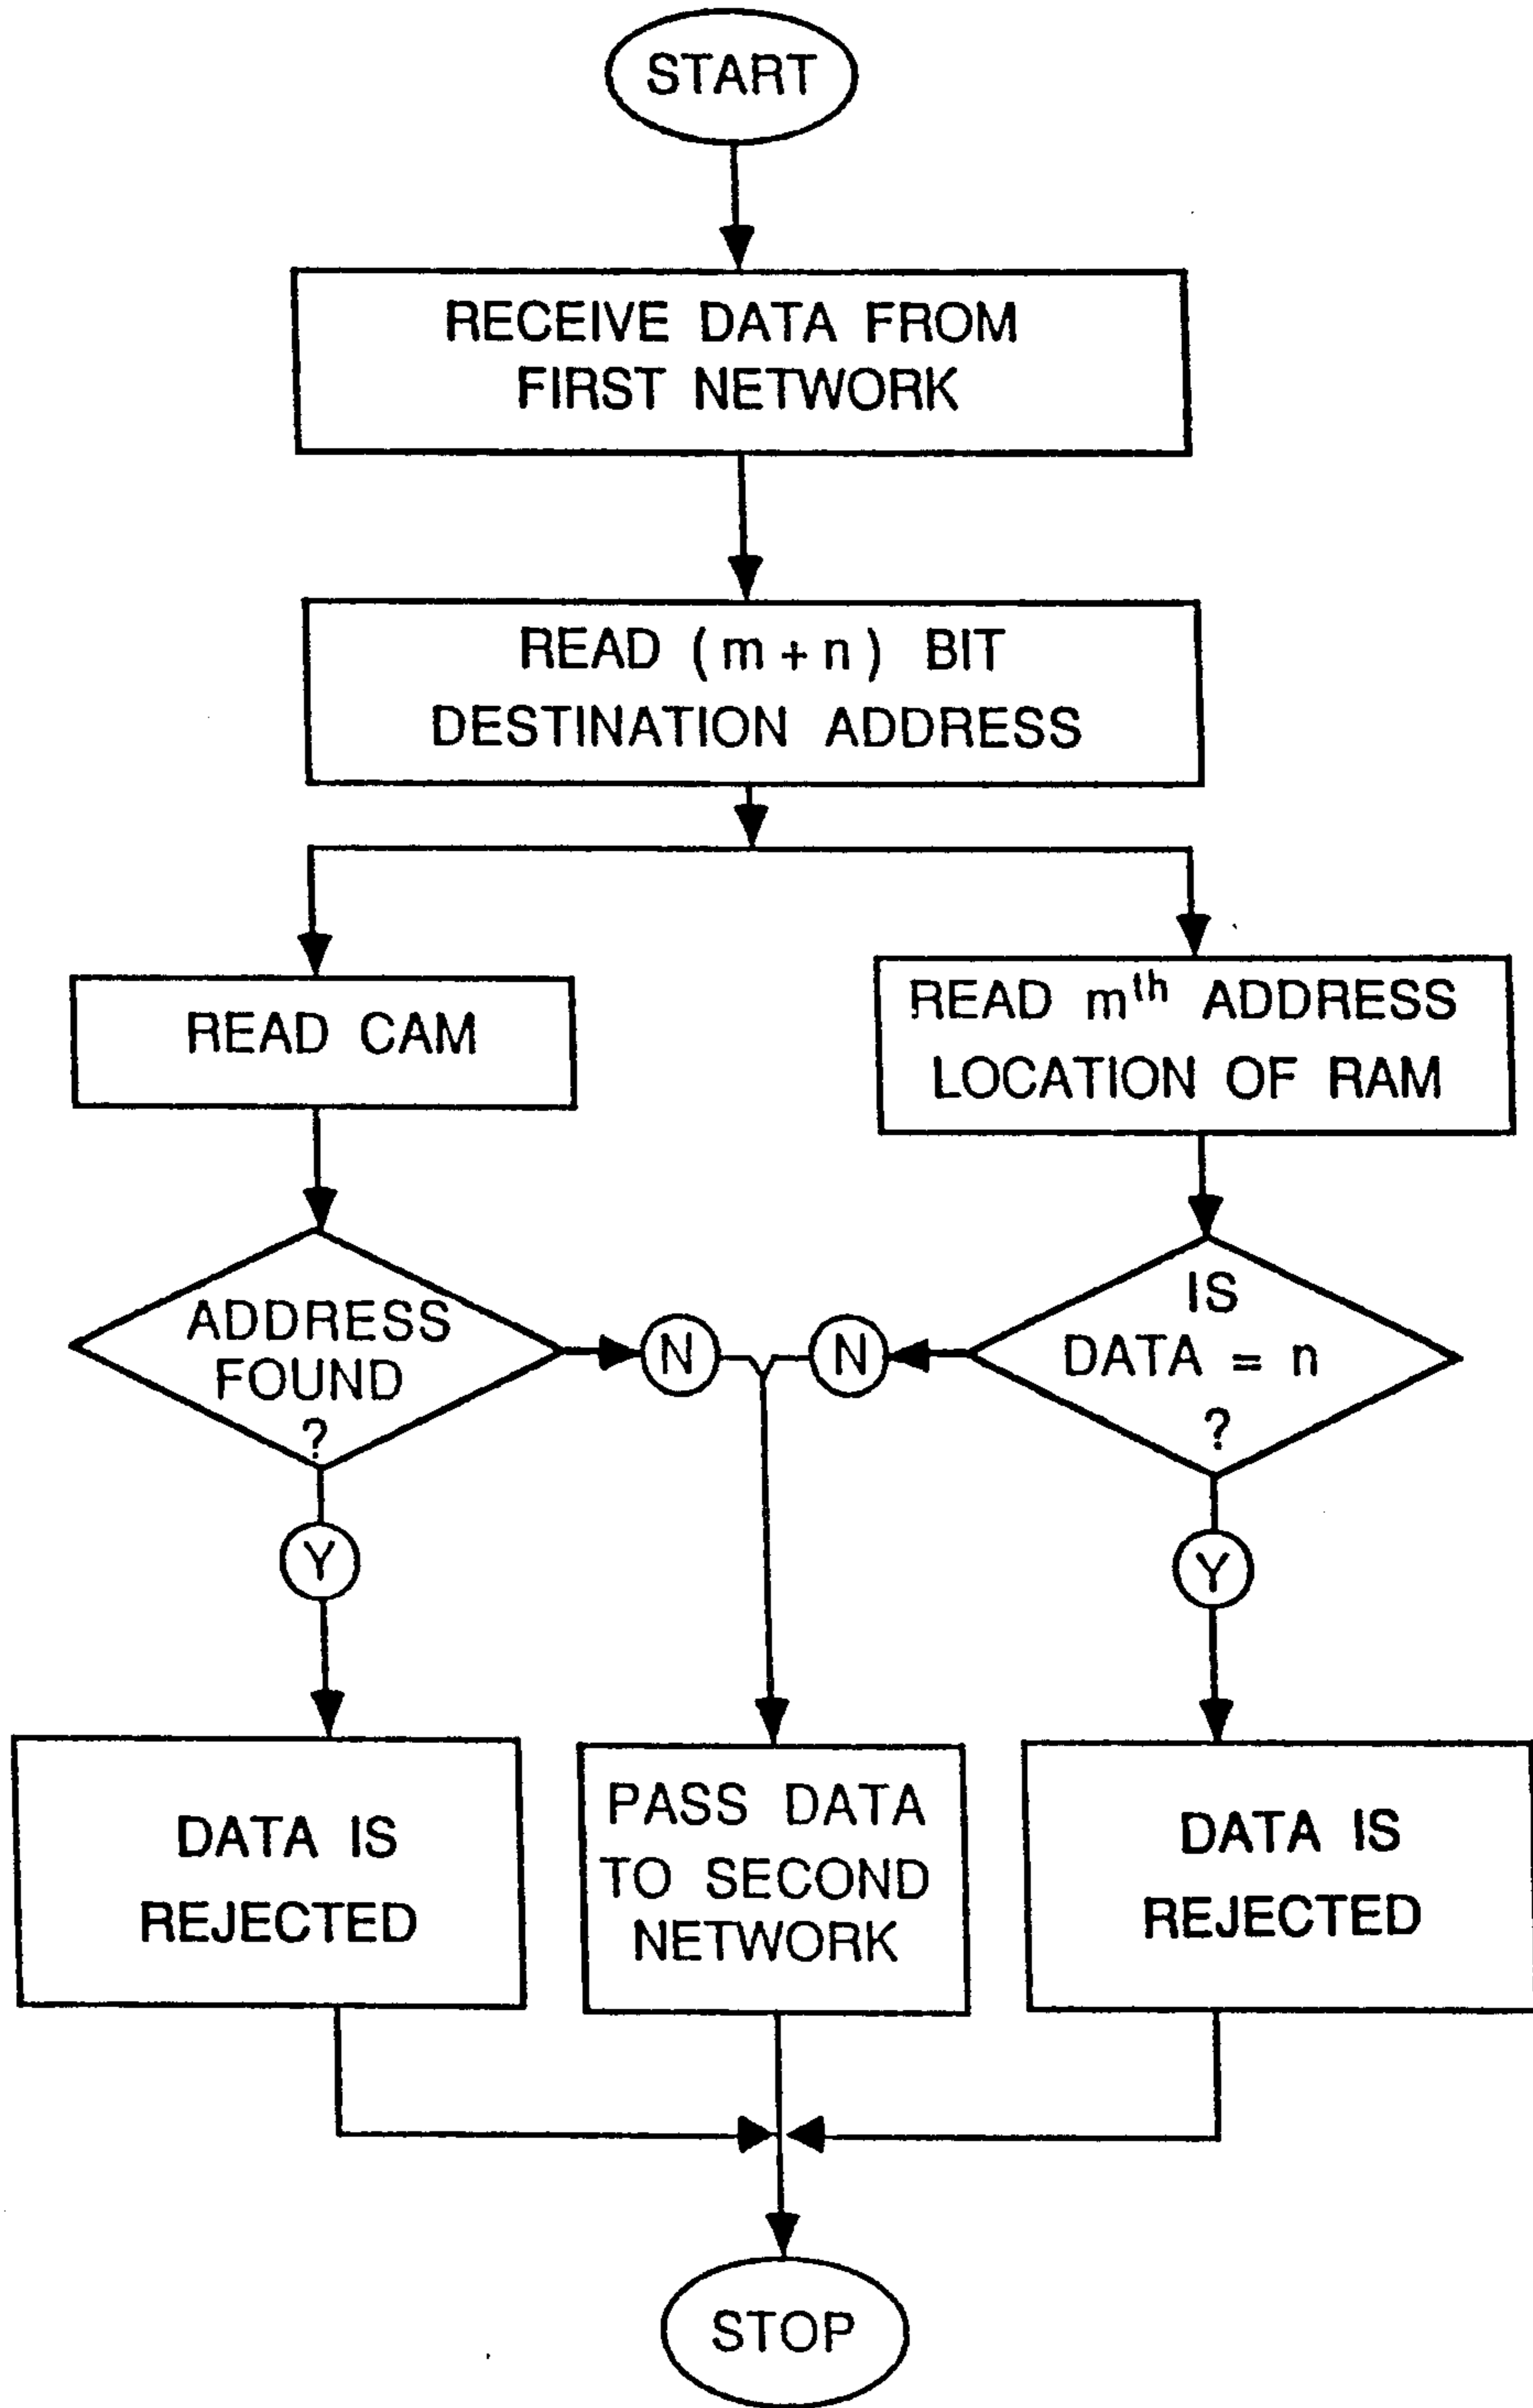 START
RECEIVE DATA FROM
FIRST NETWORK
READ (m + n) BIT
DESTINATION ADDRESS
READ CAM
READ mth ADDRESS
LOCATION OF RAM
ADDRESS
FOUND
?
N
N
IS
DATA = n
?
Y
Y
DATA IS
REJECTED
PASS DATA
TO SECOND
NETWORK
DATA IS
REJECTED
STOP